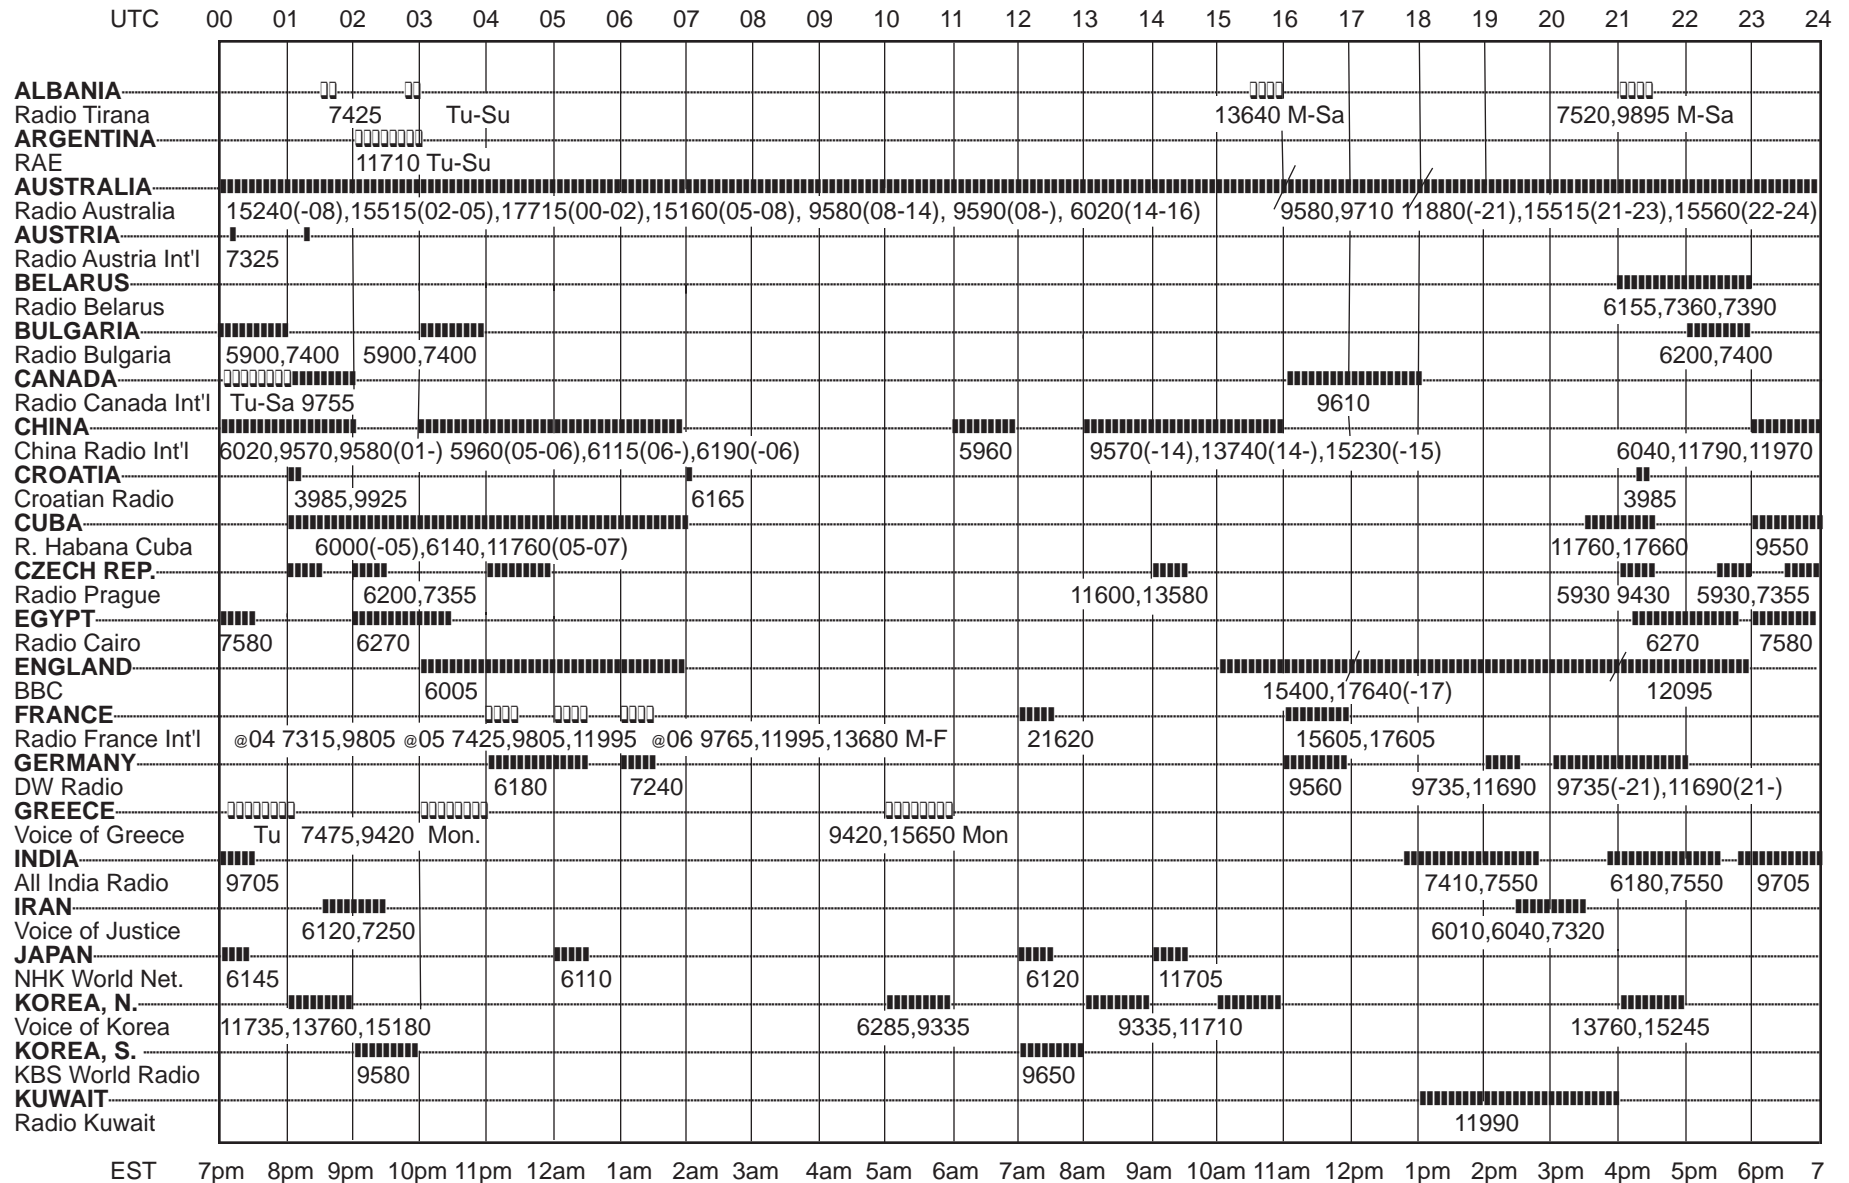 UTC 00 01 02 03 04 05 06 07 08 09 10 11 12 13 14 15 16 17 18 19 20 21 22 23 24
ALBANIA
Radio Tirana 7425 Tu-Su 13640 M-Sa 7520,9895 M-Sa
ARGENTINA
RAE 11710 Tu-Su
AUSTRALIA
Radio Australia 15240(-08),15515(02-05),17715(00-02),15160(05-08), 9580(08-14), 9590(08-), 6020(14-16) 9580,9710 11880(-21),15515(21-23),15560(22-24)
AUSTRIA
Radio Austria Int'l 7325
BELARUS
Radio Belarus 6155,7360,7390
BULGARIA
Radio Bulgaria 5900,7400 5900,7400 6200,7400
CANADA
Radio Canada Int'l Tu-Sa 9755 9610
CHINA
China Radio Int'l 6020,9570,9580(01-) 5960(05-06),6115(06-),6190(-06) 5960 9570(-14),13740(14-),15230(-15) 6040,11790,11970
CROATIA
Croatian Radio 3985,9925 6165 3985
CUBA
R. Habana Cuba 6000(-05),6140,11760(05-07) 11760,17660 9550
CZECH REP.
Radio Prague 6200,7355 11600,13580 5930 9430 5930,7355
EGYPT
Radio Cairo 7580 6270 6270 7580
ENGLAND
BBC 6005 15400,17640(-17) 12095
FRANCE
Radio France Int'l @04 7315,9805 @05 7425,9805,11995 @06 9765,11995,13680 M-F 21620 15605,17605
GERMANY
DW Radio 6180 7240 9560 9735,11690 9735(-21),11690(21-)
GREECE
Voice of Greece Tu 7475,9420 Mon. 9420,15650 Mon
INDIA
All India Radio 9705 7410,7550 6180,7550 9705
IRAN
Voice of Justice 6120,7250 6010,6040,7320
JAPAN
NHK World Net. 6145 6110 6120 11705
KOREA, N.
Voice of Korea 11735,13760,15180 6285,9335 9335,11710 13760,15245
KOREA, S.
KBS World Radio 9580 9650
KUWAIT
Radio Kuwait 11990
EST 7pm 8pm 9pm 10pm 11pm 12am 1am 2am 3am 4am 5am 6am 7am 8am 9am 10am 11am 12pm 1pm 2pm 3pm 4pm 5pm 6pm 7